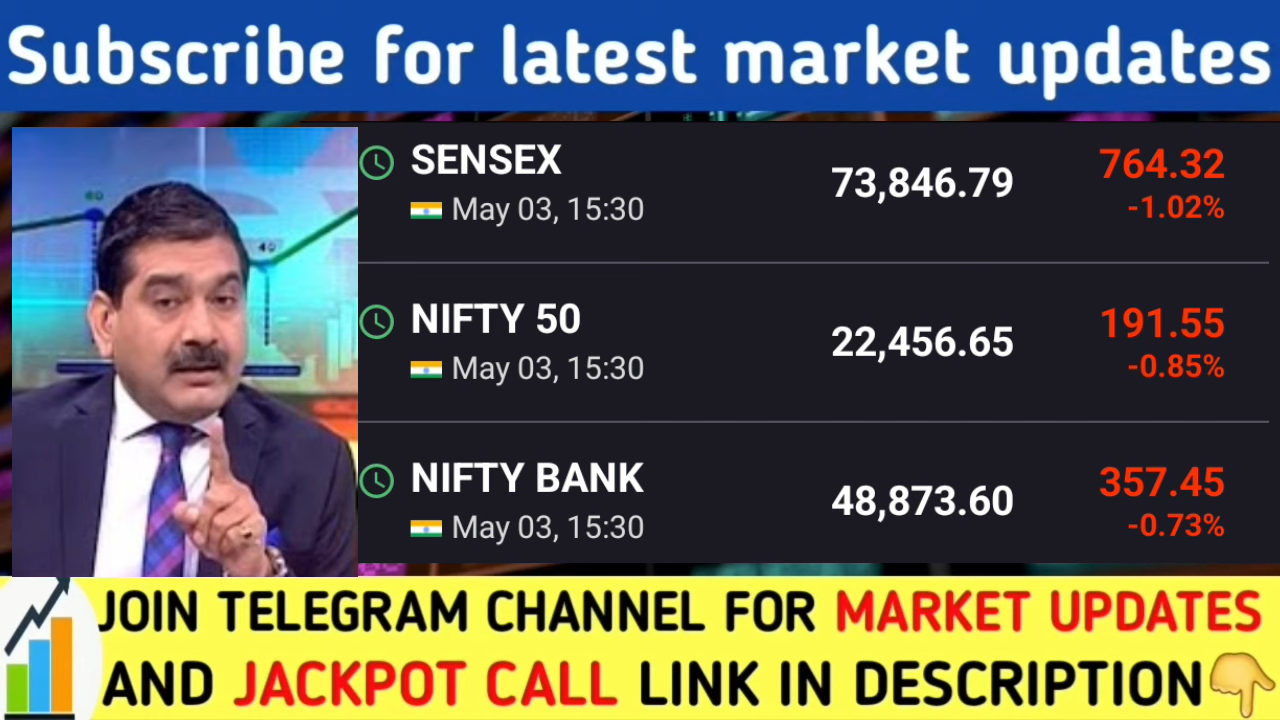 Subscribe for latest market updates
60
40
SENSEX 73,846.79 764.32
May 03, 15:30 -1.02%
NIFTY 50 22,456.65 191.55
May 03, 15:30 -0.85%
NIFTY BANK 48,873.60 357.45
May 03, 15:30 -0.73%
JOIN TELEGRAM CHANNEL FOR MARKET UPDATES
AND JACKPOT CALL LINK IN DESCRIPTION👇